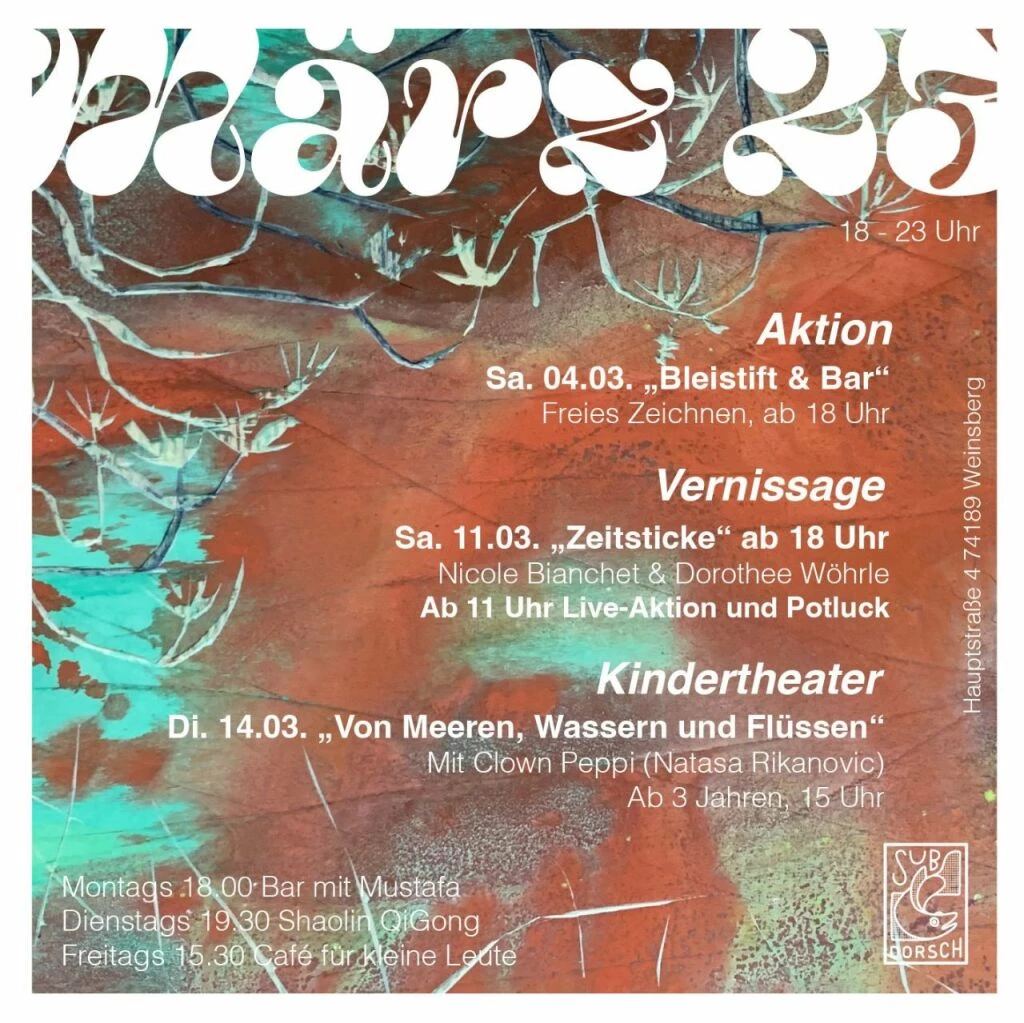 März 23
18 - 23 Uhr
Aktion
Sa. 04.03. „Bleistift & Bar“
Freies Zeichnen, ab 18 Uhr
Vernissage
Sa. 11.03. „Zeitsticke“ ab 18 Uhr
Nicole Bianchet & Dorothee Wöhrle
Ab 11 Uhr Live-Aktion und Potluck
Kindertheater
Di. 14.03. „Von Meeren, Wassern und Flüssen“
Mit Clown Peppi (Natasa Rikanovic)
Ab 3 Jahren, 15 Uhr
Hauptstraße 4 74189 Weinsberg
Montags 18.00 Bar mit Mustafa
Dienstags 19.30 Shaolin QiGong
Freitags 15.30 Café für kleine Leute
SUB
DORSCH